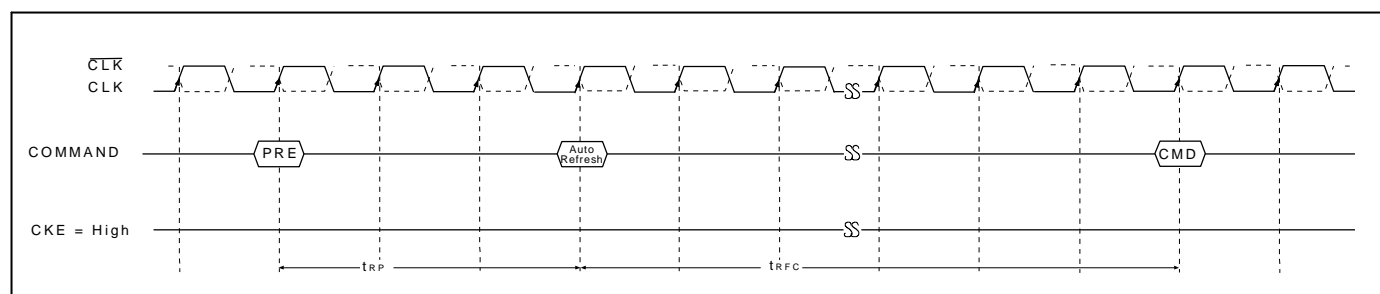 CLK
CLK
COMMAND
PRE
Auto
Refresh
CMD
CKE = High
tRP
tRFC